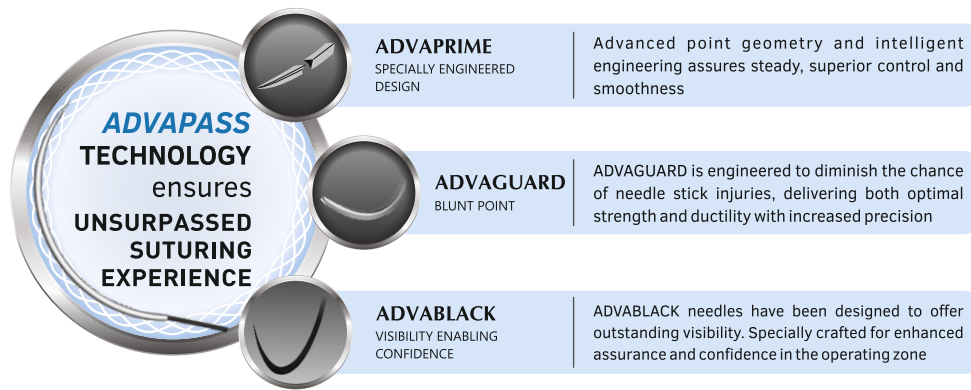 ADVAPASS
TECHNOLOGY
ensures
UNSURPASSED
SUTURING
EXPERIENCE
ADVAPRIME
SPECIALLY ENGINEERED
DESIGN
Advanced point geometry and intelligent
engineering assures steady, superior control and
smoothness
ADVAGUARD
BLUNT POINT
ADVAGUARD is engineered to diminish the chance
of needle stick injuries, delivering both optimal
strength and ductility with increased precision
ADVABLACK
VISIBILITY ENABLING
CONFIDENCE
ADVABLACK needles have been designed to offer
outstanding visibility. Specially crafted for enhanced
assurance and confidence in the operating zone